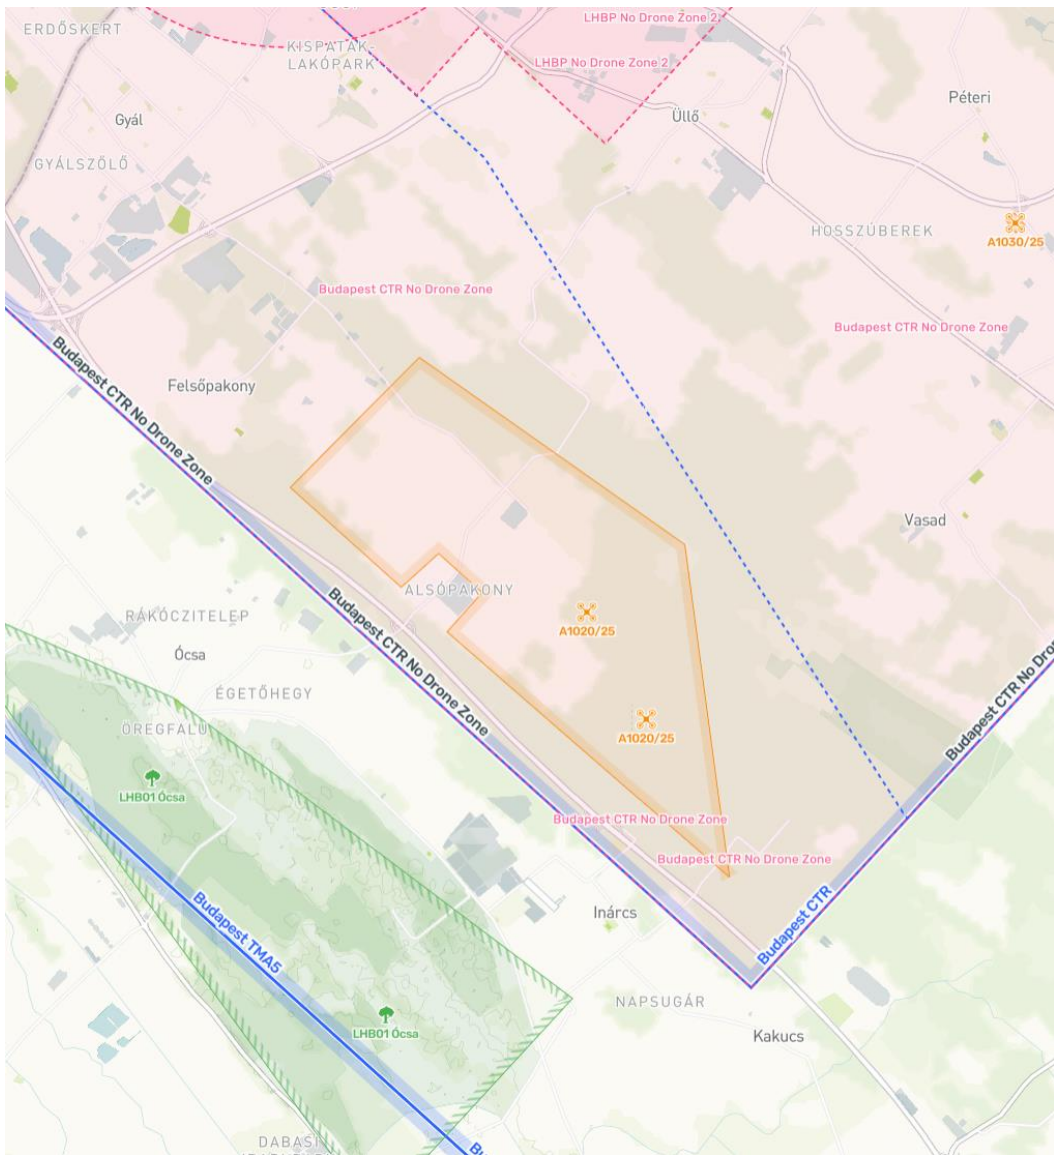 ERDŐSKERT
LHBP No Drone Zone 2
KISPATAK-
LAKÓPARK
LHBP No Drone Zone 2
Péteri
Gyál
Üllő
GYÁLSZŐLŐ
HOSSZÚBEREK
A1030/25
Budapest CTR No Drone Zone
Budapest CTR No Drone Zone
Budapest CTR No Drone Zone
Felsőpakony
Vasad
ALSÓPAKONY
Budapest CTR No Drone Zone
A1020/25
RÁKÓCZITELEP
Ócsa
ÉGETŐHEGY
Budapest CTR No Dro
ÖREGFALU
A1020/25
LHB01 Ócsa
Budapest CTR No Drone Zone
Budapest CTR No Drone Zone
Budapest TMA5
Inárcs
Budapest CTR
NAPSUGÁR
LHB01 Ócsa
Kakucs
DABASI